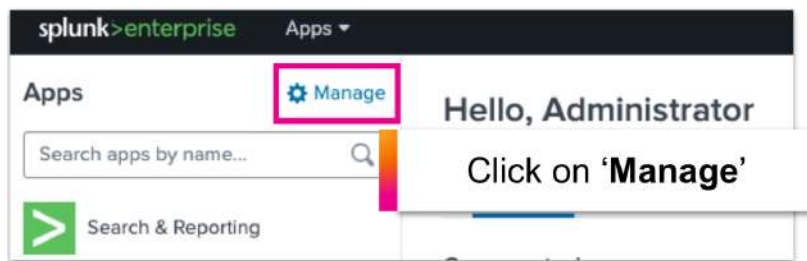 splunk>enterprise Apps
Apps
Manage
Hello, Administrator
Search apps by name...
Click on ‘Manage’
Search & Reporting